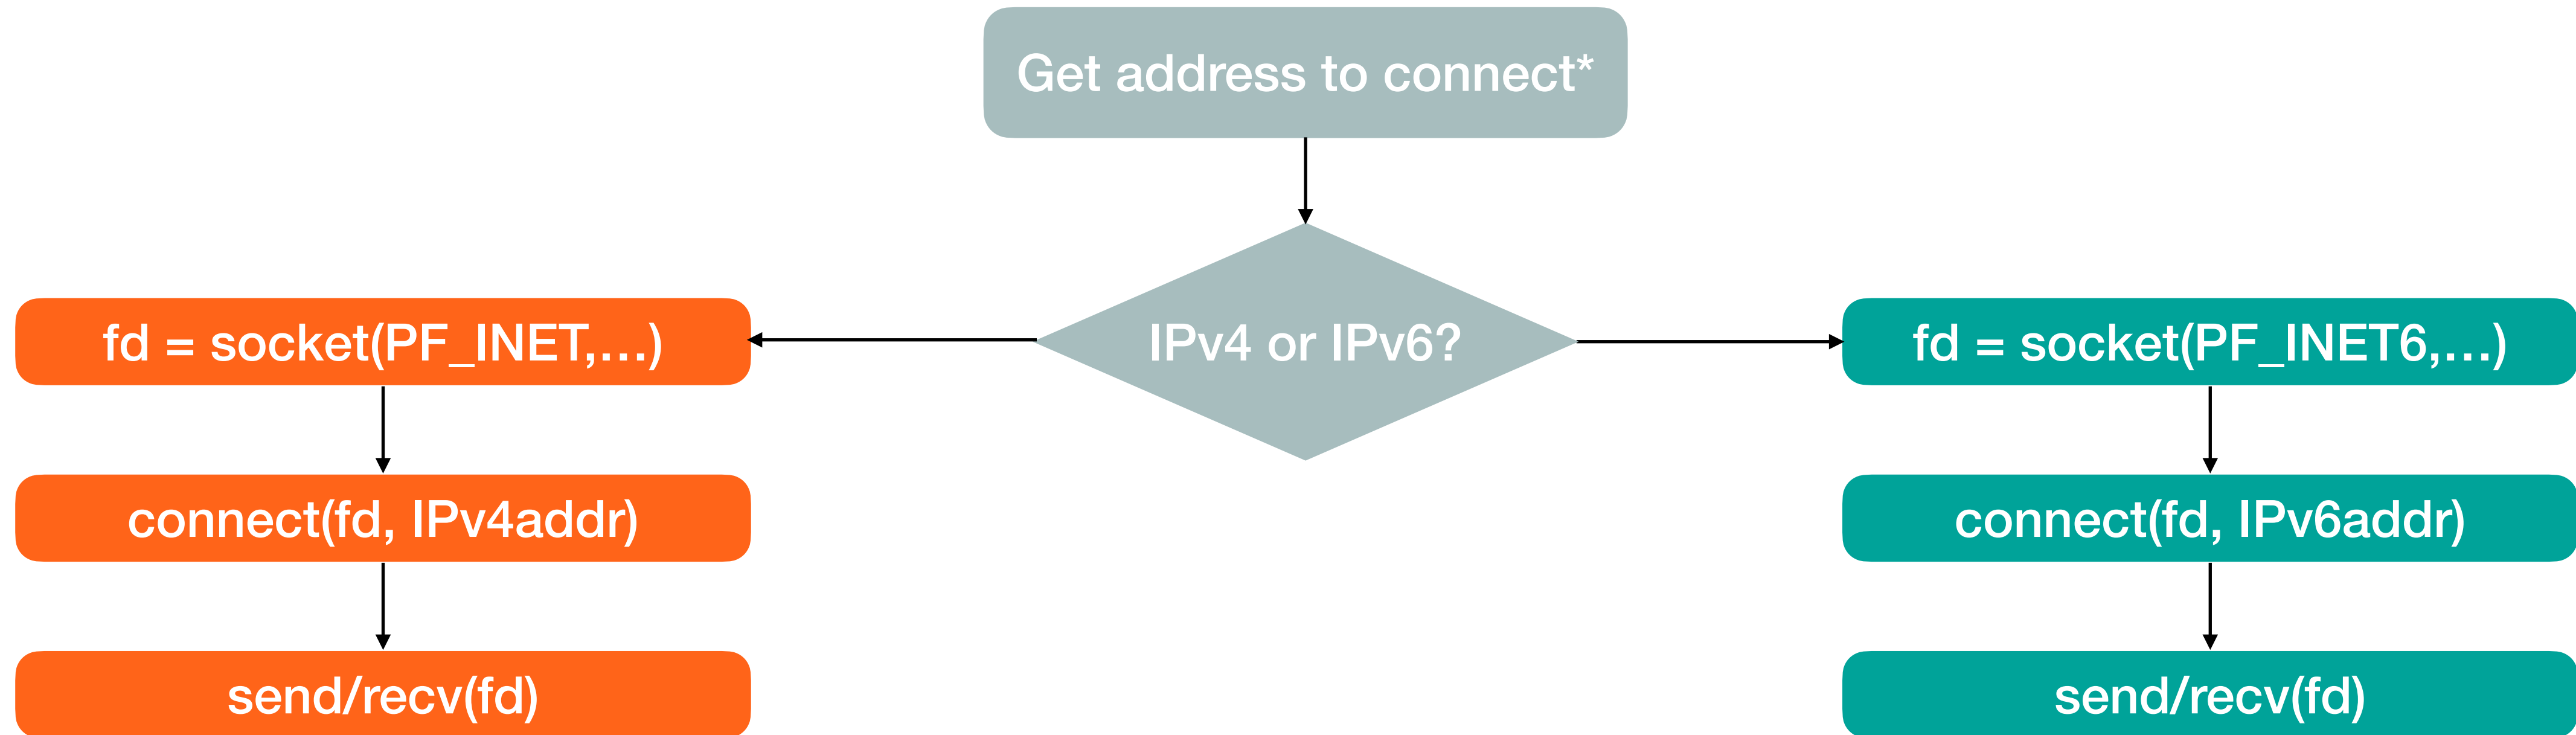 Get address to connect*
IPv4 or IPv6?
fd = socket(PF_INET,...)
connect(fd, IPv4addr)
send/recv(fd)
fd = socket(PF_INET6,...)
connect(fd, IPv6addr)
send/recv(fd)